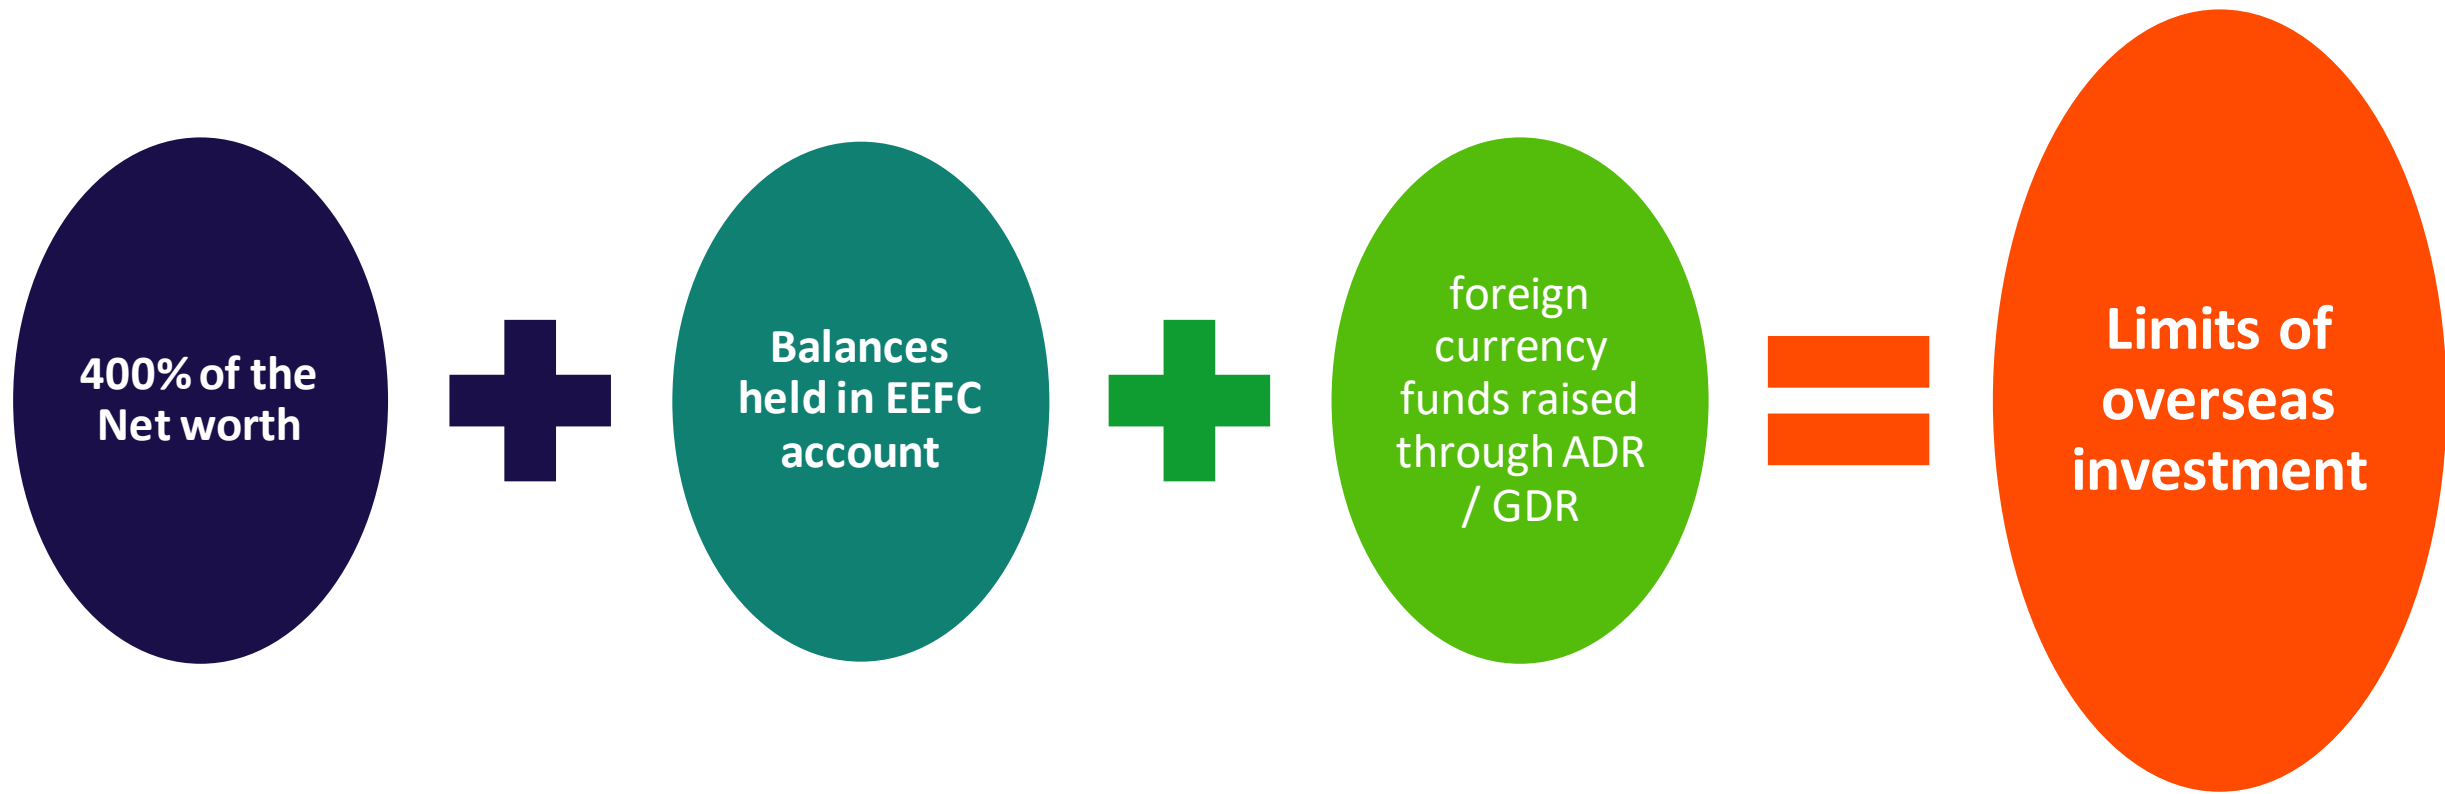 400% of the
Net worth
Balances
held in EEFC
account
foreign
currency
funds raised
through ADR
/ GDR
Limits of
overseas
investment